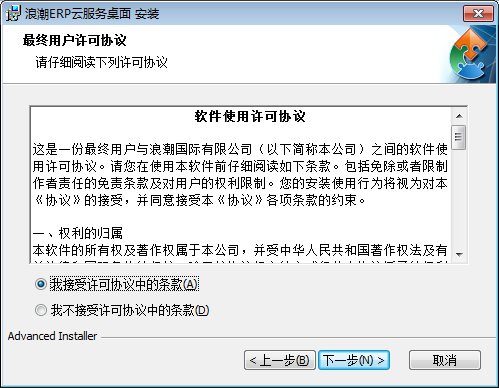 浪潮ERP云服务桌面 安装
最终用户许可协议
请仔细阅读下列许可协议
软件使用许可协议
这是一份最终用户与浪潮国际有限公司（以下简称本公司）之间的软件使
用许可协议。请您在使用本软件前仔细阅读如下条款。包括免除或者限制
作者责任的免责条款及对用户的权利限制。您的安装使用行为将视为对本
《协议》的接受，并同意接受本《协议》各项条款的约束。
一、权利的归属
本软件的所有权及著作权属于本公司，并受中华人民共和国著作权法及有
我接受许可协议中的条款(A)
我不接受许可协议中的条款(D)
Advanced Installer
< 上一步(B)
下一步(N) >
取消